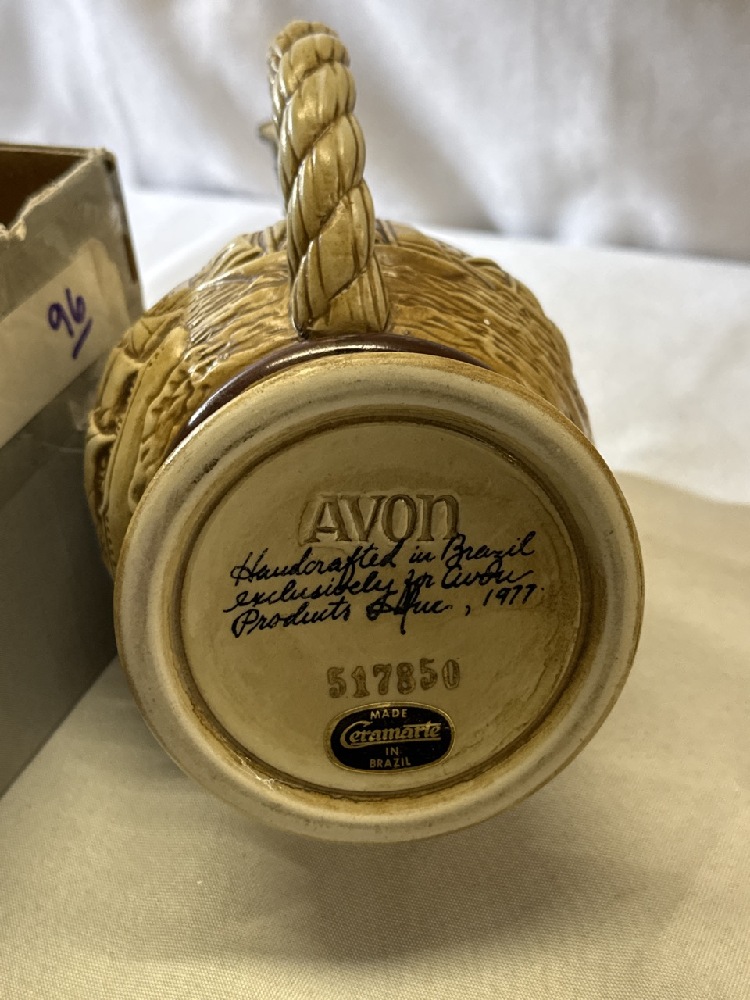 96
AVON
Handcrafted in Brazil
exclusively for Avon
Products Inc., 1977.
517850
MADE
Ceramarte
IN
BRAZIL